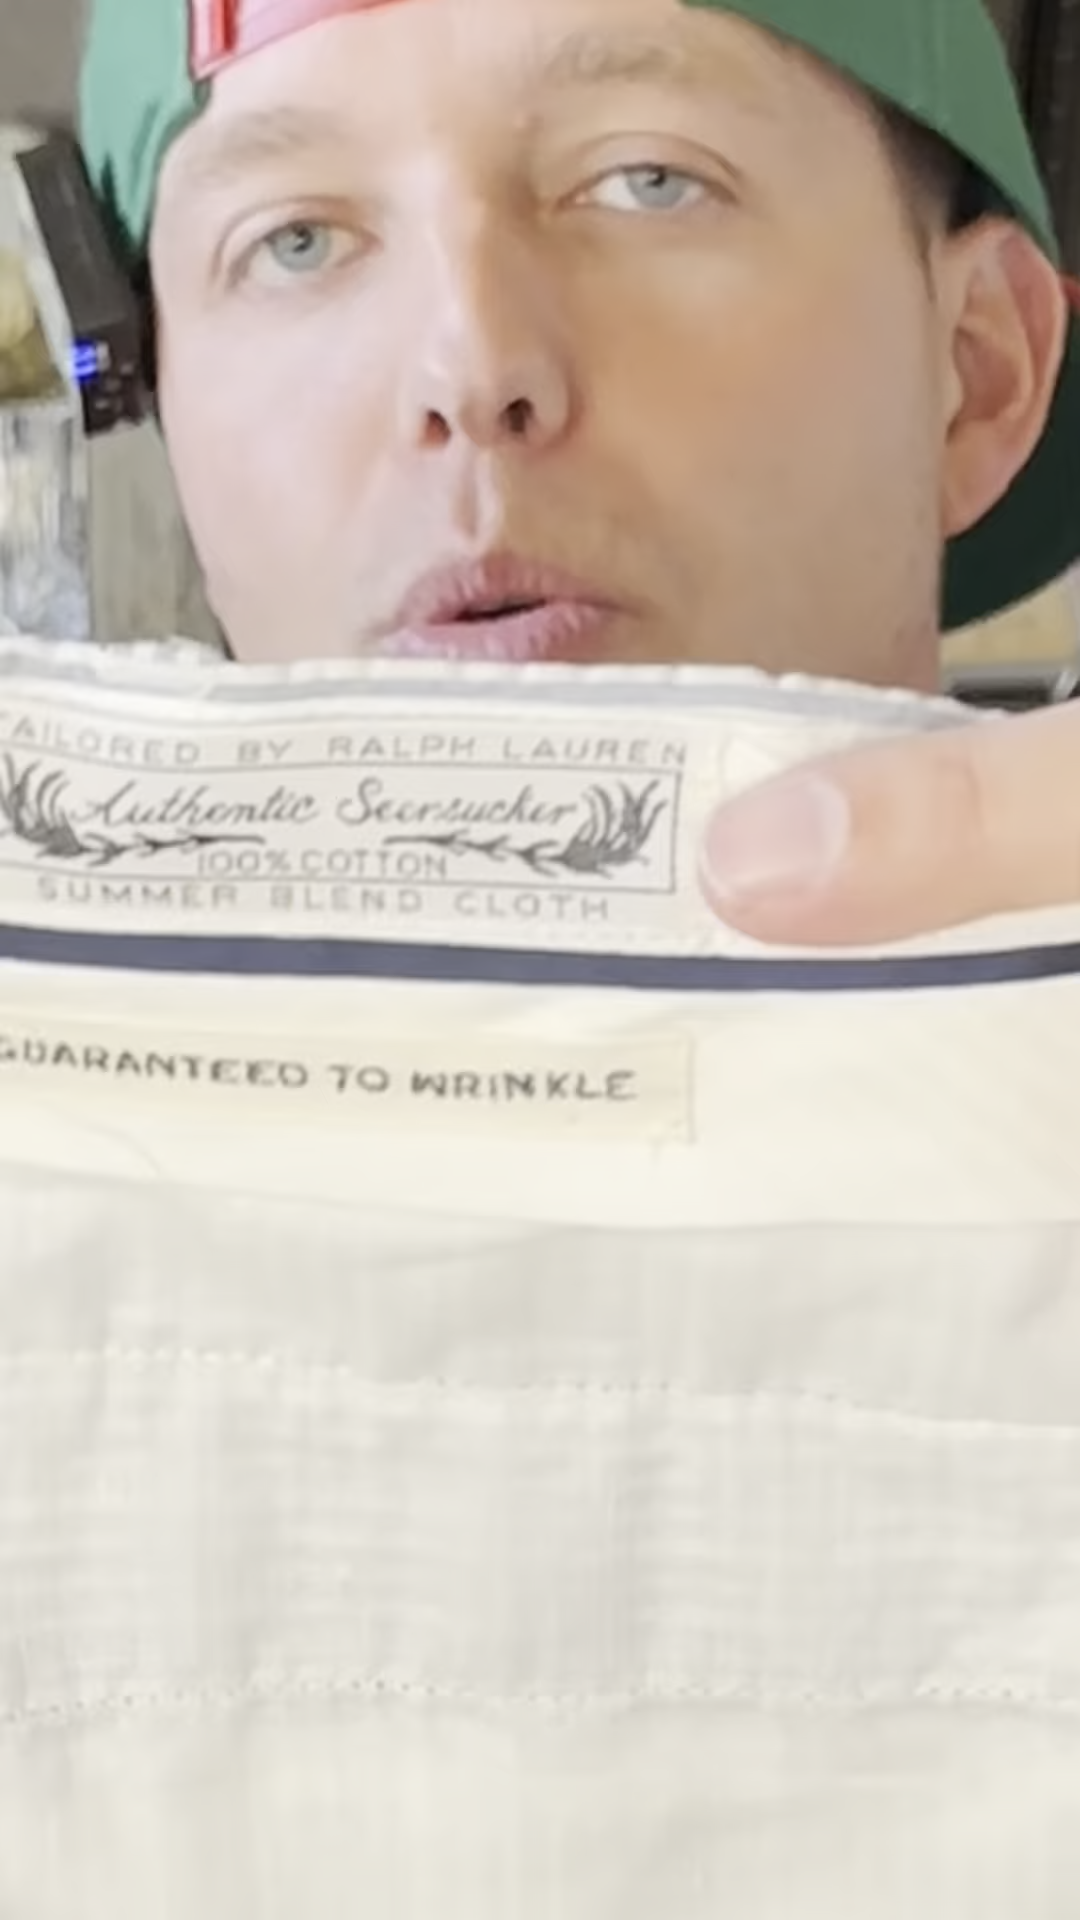 TAILORED BY RALPH LAUREN
Authentic Seersucker
100% COTTON
SUMMER BLEND CLOTH
GUARANTEED TO WRINKLE